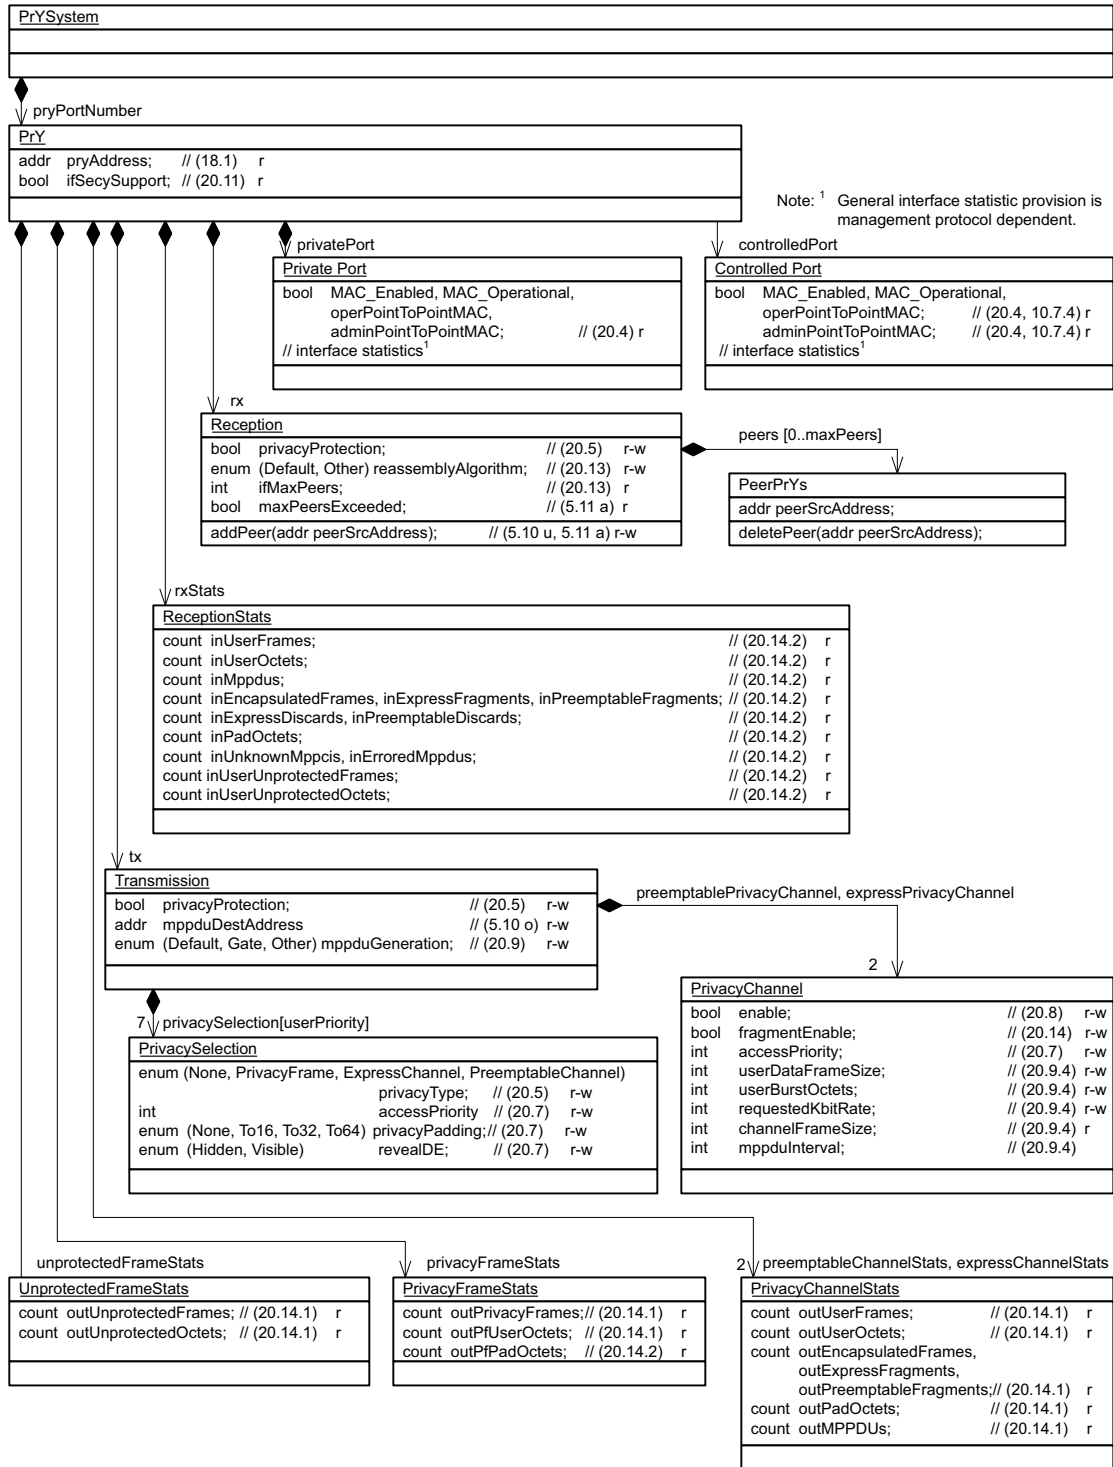 PrYSystem
pryPortNumber
PrY
addr pryAddress; // (18.1) r
bool ifSecySupport; // (20.11) r
Note: 1 General interface statistic provision is
management protocol dependent.
privatePort
controlledPort
Private Port
bool MAC_Enabled, MAC_Operational,
operPointToPointMAC,
adminPointToPointMAC; // (20.4) r
// interface statistics1
Controlled Port
bool MAC_Enabled, MAC_Operational,
operPointToPointMAC; // (20.4, 10.7.4) r
adminPointToPointMAC; // (20.4, 10.7.4) r
// interface statistics1
rx
Reception
bool privacyProtection; // (20.5) r-w
enum (Default, Other) reassemblyAlgorithm; // (20.13) r-w
int ifMaxPeers; // (20.13) r
bool maxPeersExceeded; // (5.11 a) r
addPeer(addr peerSrcAddress); // (5.10 u, 5.11 a) r-w
peers [0..maxPeers]
PeerPrYs
addr peerSrcAddress;
deletePeer(addr peerSrcAddress);
rxStats
ReceptionStats
count inUserFrames; // (20.14.2) r
count inUserOctets; // (20.14.2) r
count inMppdus; // (20.14.2) r
count inEncapsulatedFrames, inExpressFragments, inPreemptableFragments; // (20.14.2) r
count inExpressDiscards, inPreemptableDiscards; // (20.14.2) r
count inPadOctets; // (20.14.2) r
count inUnknownMppcis, inErroredMppdus; // (20.14.2) r
count inUserUnprotectedFrames; // (20.14.2) r
count inUserUnprotectedOctets; // (20.14.2) r
tx
Transmission
bool privacyProtection; // (20.5) r-w
addr mppduDestAddress // (5.10 o) r-w
enum (Default, Gate, Other) mppduGeneration; // (20.9) r-w
preemptablePrivacyChannel, expressPrivacyChannel
2
PrivacyChannel
bool enable; // (20.8) r-w
bool fragmentEnable; // (20.14) r-w
int accessPriority; // (20.7) r-w
int userDataFrameSize; // (20.9.4) r-w
int userBurstOctets; // (20.9.4) r-w
int requestedKbitRate; // (20.9.4) r-w
int channelFrameSize; // (20.9.4) r
int mppduInterval; // (20.9.4)
7 privacySelection[userPriority]
PrivacySelection
enum (None, PrivacyFrame, ExpressChannel, PreemptableChannel)
privacyType; // (20.5) r-w
int accessPriority // (20.7) r-w
enum (None, To16, To32, To64) privacyPadding;// (20.7) r-w
enum (Hidden, Visible) revealDE; // (20.7) r-w
unprotectedFrameStats
UnprotectedFrameStats
count outUnprotectedFrames; // (20.14.1) r
count outUnprotectedOctets; // (20.14.1) r
privacyFrameStats
PrivacyFrameStats
count outPrivacyFrames;// (20.14.1) r
count outPfUserOctets; // (20.14.1) r
count outPfPadOctets; // (20.14.2) r
2 preemptableChannelStats, expressChannelStats
PrivacyChannelStats
count outUserFrames; // (20.14.1) r
count outUserOctets; // (20.14.1) r
count outEncapsulatedFrames,
outExpressFragments,
outPreemptableFragments;// (20.14.1) r
count outPadOctets; // (20.14.1) r
count outMPPDUs; // (20.14.1) r